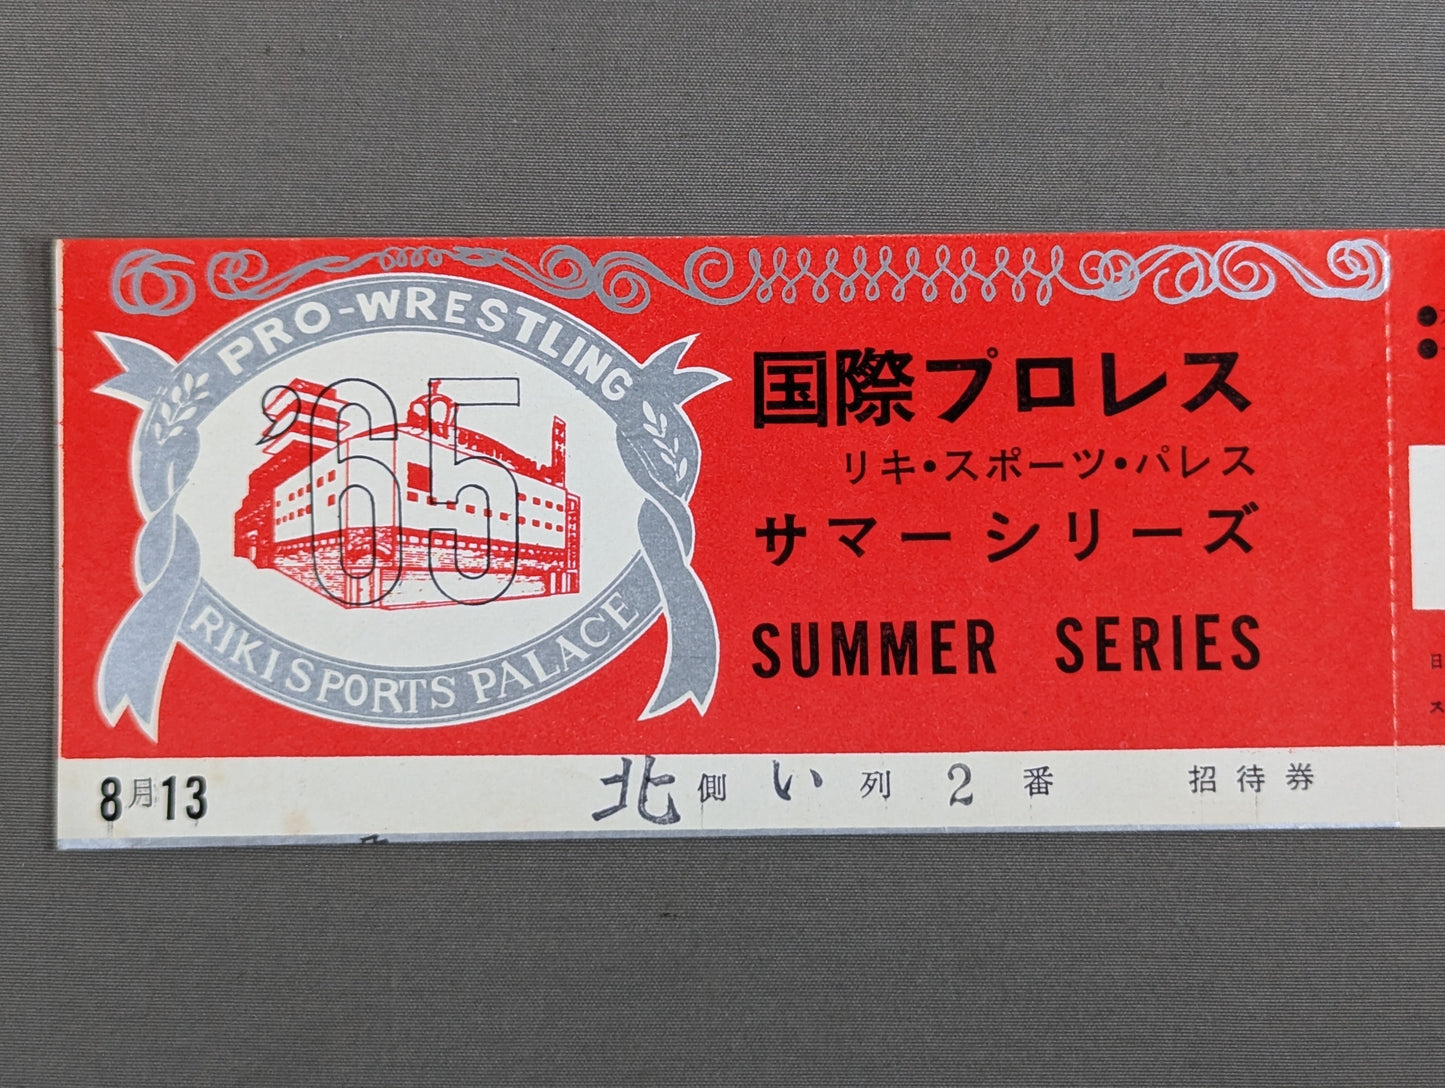 PRO-WRESTLING
'65
RIKI SPORTS PALACE
国際プロレス
リキ・スポーツ・パレス
サマーシリーズ
SUMMER SERIES
8月13
北側 い列 2番 招待券
日
ス